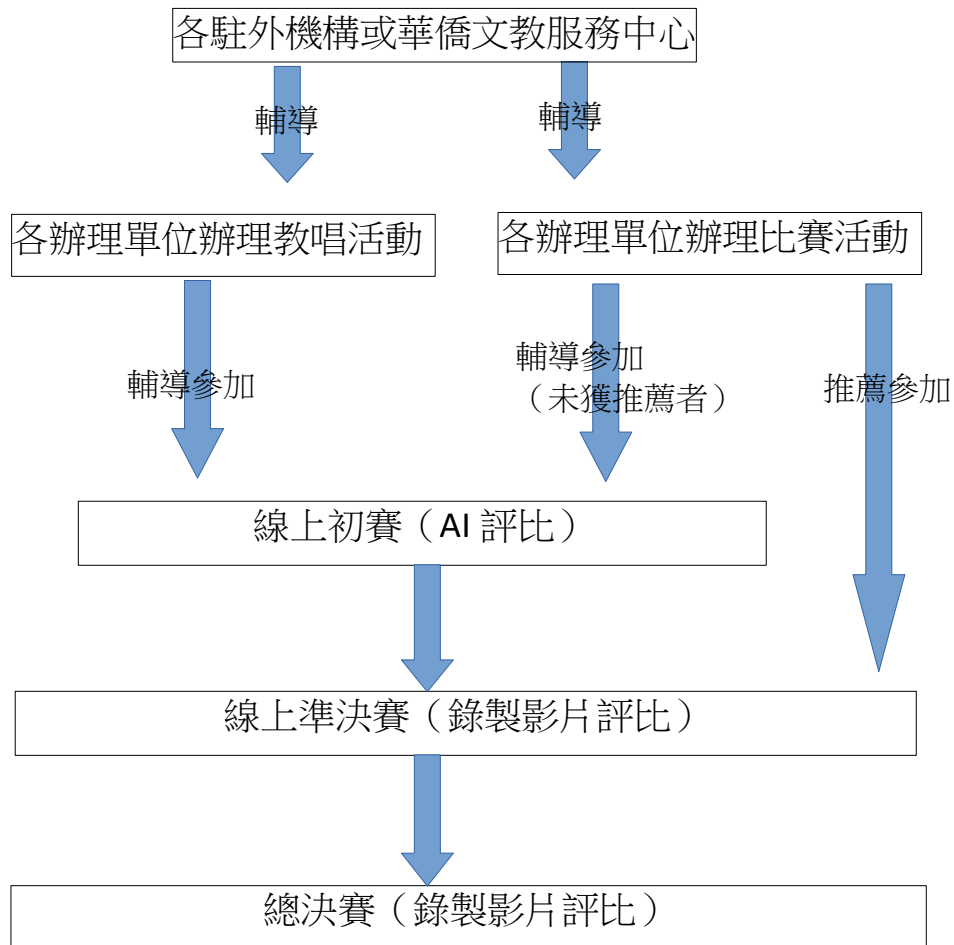 各駐外機構或華僑文教服務中心
輔導
輔導
各辦理單位辦理教唱活動
各辦理單位辦理比賽活動
輔導參加
輔導參加
（未獲推薦者）
推薦參加
線上初賽（AI 評比）
線上準決賽（錄製影片評比）
總決賽（錄製影片評比）